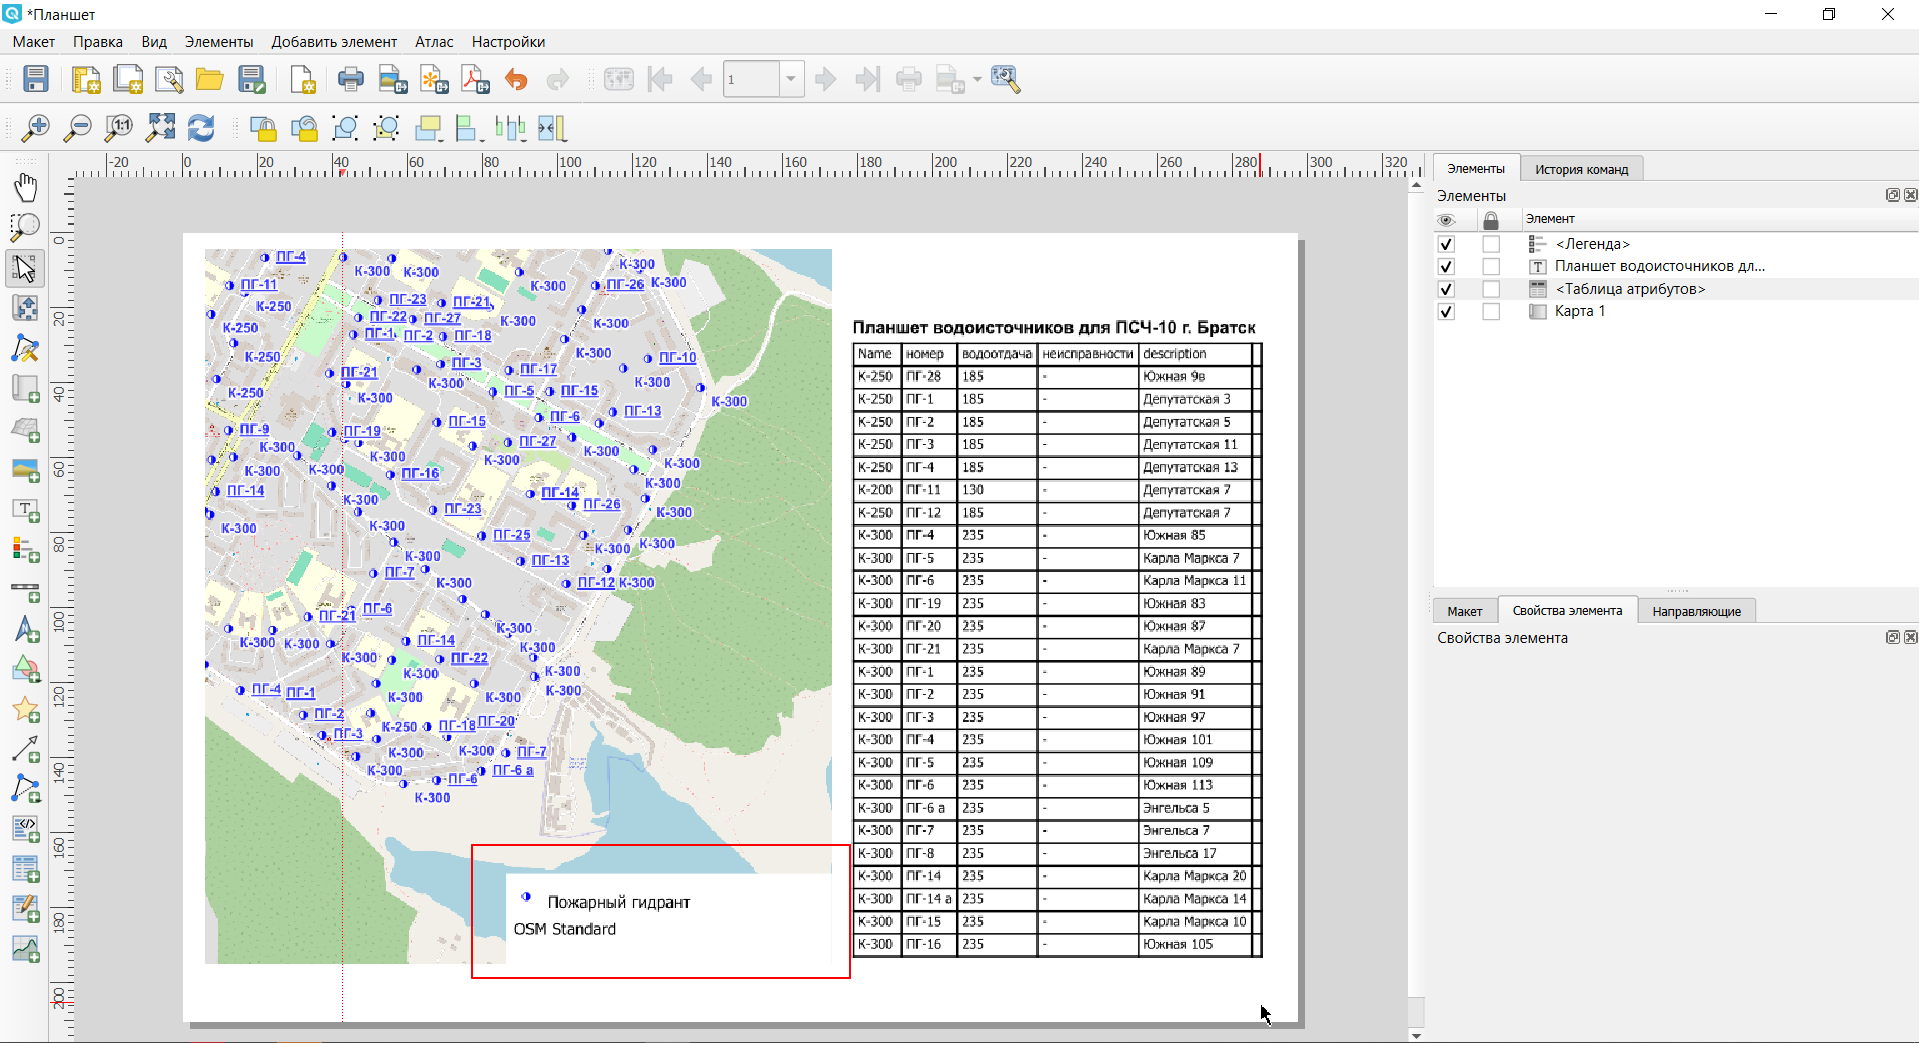 *Планшет
Макет Правка Вид Элементы Добавить элемент Атлас Настройки
1
1:1
-20 0 20 40 60 80 100 120 140 160 180 200 220 240 260 280 300 320
0
20
40
60
80
100
120
140
160
180
200
ПГ-4 К-300 К-300 К-300
ПГ-11 К-300 ПГ-26 К-300
К-250 ПГ-23 ПГ-21
К-250 ПГ-22 ПГ-27 К-300 К-300
ПГ-1 ПГ-2 ПГ-18
К-250 ПГ-3 К-300 ПГ-10
ПГ-21 ПГ-17
К-250 К-300 К-300 ПГ-5 ПГ-15 К-300
К-300
ПГ-9 ПГ-19 ПГ-15 ПГ-6 ПГ-13
К-300 К-300 ПГ-27 К-300
К-300 К-300 ПГ-16 К-300 К-300
ПГ-14 К-300 ПГ-23 ПГ-14 ПГ-26 К-300
К-300 К-300 К-300
ПГ-25 К-300 К-300
К-300 ПГ-13
ПГ-7 К-300 ПГ-12 К-300
ПГ-21 ПГ-6
К-300 К-300 ПГ-14 К-300
К-300 ПГ-22 К-300
К-300 К-300
ПГ-4 ПГ-1 К-300 К-300 К-300
ПГ-2 К-250 ПГ-18 ПГ-20
ПГ-3 К-300 К-300 ПГ-7
К-300 ПГ-6 ПГ-6 а
К-300
Пожарный гидрант
OSM Standard
Планшет водоисточников для ПСЧ-10 г. Братск
Name номер водоотдача неисправности description
К-250 ПГ-28 185 - Южная 9в
К-250 ПГ-1 185 - Депутатская 3
К-250 ПГ-2 185 - Депутатская 5
К-250 ПГ-3 185 - Депутатская 11
К-250 ПГ-4 185 - Депутатская 13
К-200 ПГ-11 130 - Депутатская 7
К-250 ПГ-12 185 - Депутатская 7
К-300 ПГ-4 235 - Южная 85
К-300 ПГ-5 235 - Карла Маркса 7
К-300 ПГ-6 235 - Карла Маркса 11
К-300 ПГ-19 235 - Южная 83
К-300 ПГ-20 235 - Южная 87
К-300 ПГ-21 235 - Карла Маркса 7
К-300 ПГ-1 235 - Южная 89
К-300 ПГ-2 235 - Южная 91
К-300 ПГ-3 235 - Южная 97
К-300 ПГ-4 235 - Южная 101
К-300 ПГ-5 235 - Южная 109
К-300 ПГ-6 235 - Южная 113
К-300 ПГ-6 а 235 - Энгельса 5
К-300 ПГ-7 235 - Энгельса 7
К-300 ПГ-8 235 - Энгельса 17
К-300 ПГ-14 235 - Карла Маркса 20
К-300 ПГ-14 а 235 - Карла Маркса 14
К-300 ПГ-15 235 - Карла Маркса 10
К-300 ПГ-16 235 - Южная 105
Элементы История команд
Элементы
Элемент
<Легенда>
Планшет водоисточников дл...
<Таблица атрибутов>
Карта 1
Макет Свойства элемента Направляющие
Свойства элемента